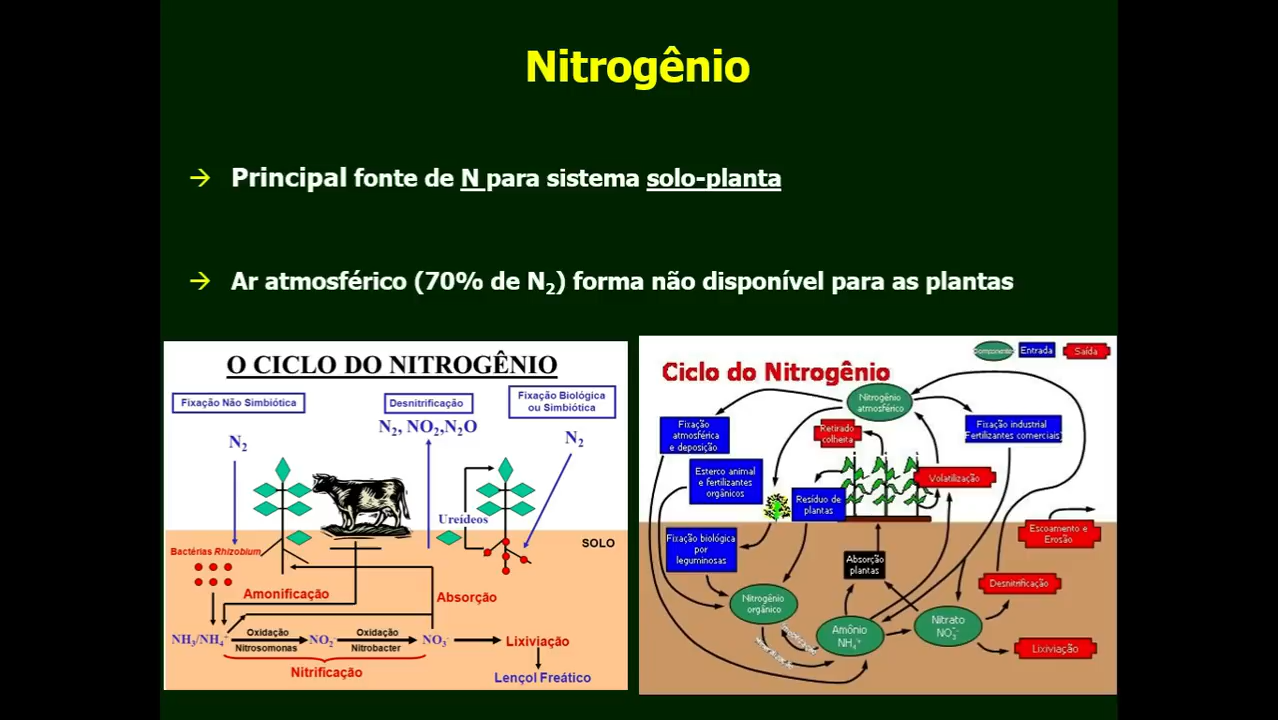 Nitrogênio
→ Principal fonte de N para sistema solo-planta
→ Ar atmosférico (70% de N₂) forma não disponível para as plantas
O CICLO DO NITROGÊNIO
Fixação Não Simbiótica
Desnitrificação
Fixação Biológica
ou Simbiótica
N₂
N₂, NO₂,N₂O
N₂
Ureídeos
SOLO
Bactérias Rhizobium
Amonificação
Absorção
NH₃/NH₄⁺
Oxidação
Nitrosomonas
NO₂⁻
Oxidação
Nitrobacter
NO₃⁻
Lixiviação
Nitrificação
Lençol Freático
Componente
Entrada
Saída
Ciclo do Nitrogênio
Nitrogênio
atmosférico
Fixação
atmosférica
e deposição
Retirado
colheita
Fixação industrial
(Fertilizantes comerciais)
Esterco animal
e fertilizantes
orgânicos
Resíduo de
plantas
Volatilização
Escoamento e
Erosão
Fixação biológica
por
leguminosas
Absorção
plantas
Desnitrificação
Nitrogênio
orgânico
Amônio
NH₄⁺
Nitrato
NO₃⁻
Lixiviação